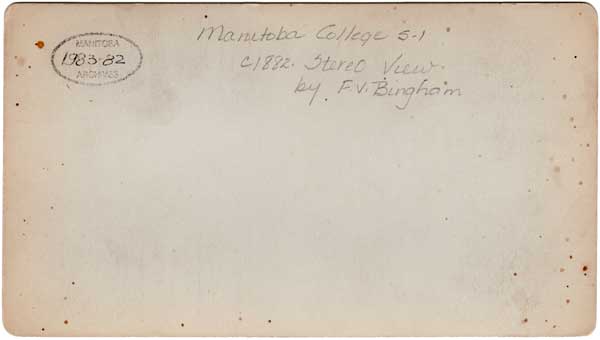 Manitoba College S-1
c1882. Stereo View.
by F.V. Bingham
MANITOBA
1983-82
ARCHIVES